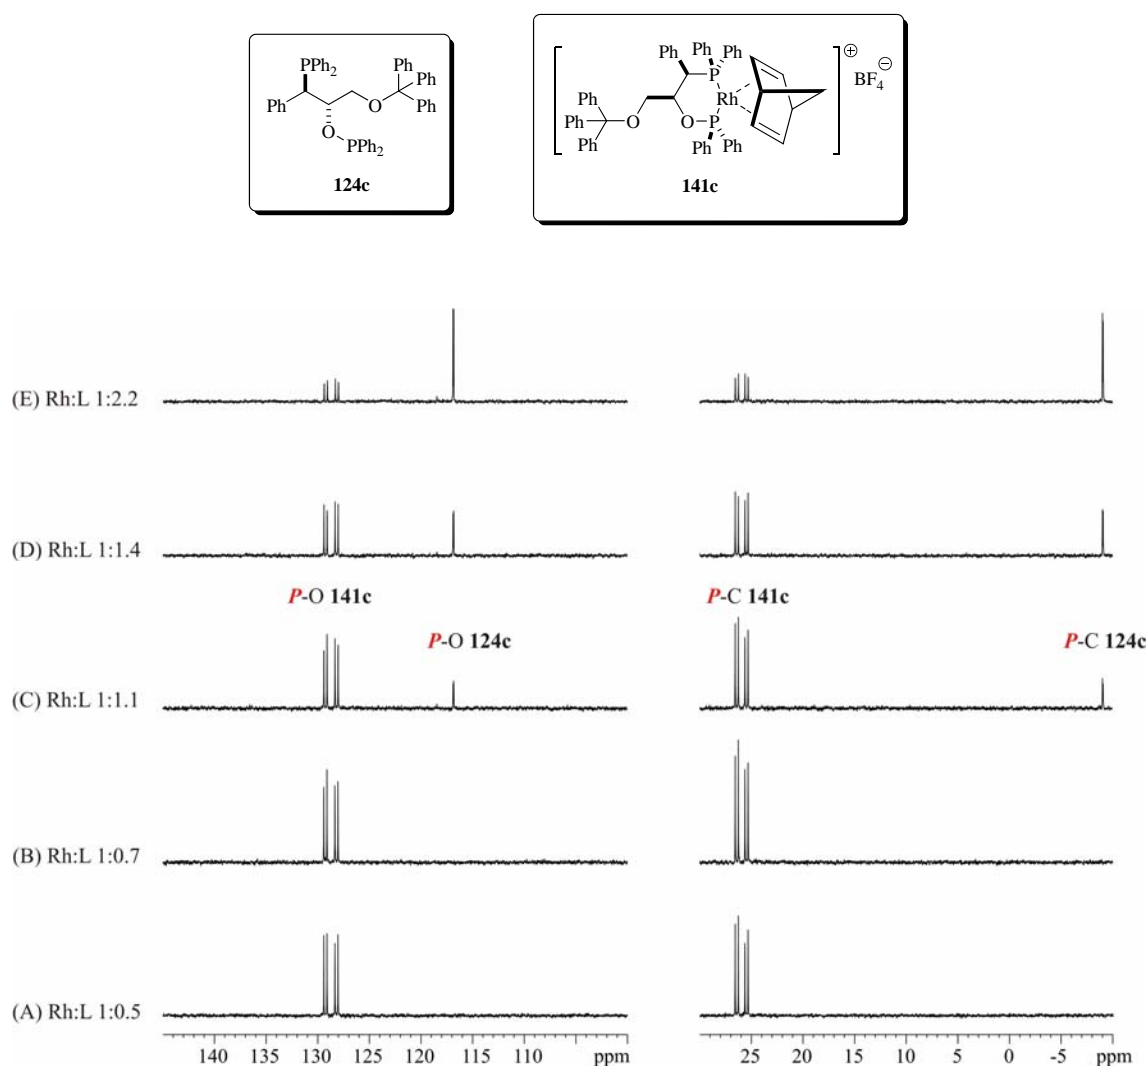 PPh2
Ph
Ph
Ph
Ph
O
Ph
O
PPh2
124c
Ph
Ph
Ph
P
Rh
Ph
Ph
O
O
P
Ph
Ph
Ph
⊕
BF4⊖
141c
(E) Rh:L 1:2.2
(D) Rh:L 1:1.4
P-O 141c
P-C 141c
P-O 124c
P-C 124c
(C) Rh:L 1:1.1
(B) Rh:L 1:0.7
(A) Rh:L 1:0.5
140 135 130 125 120 115 110 ppm
25 20 15 10 5 0 -5 ppm